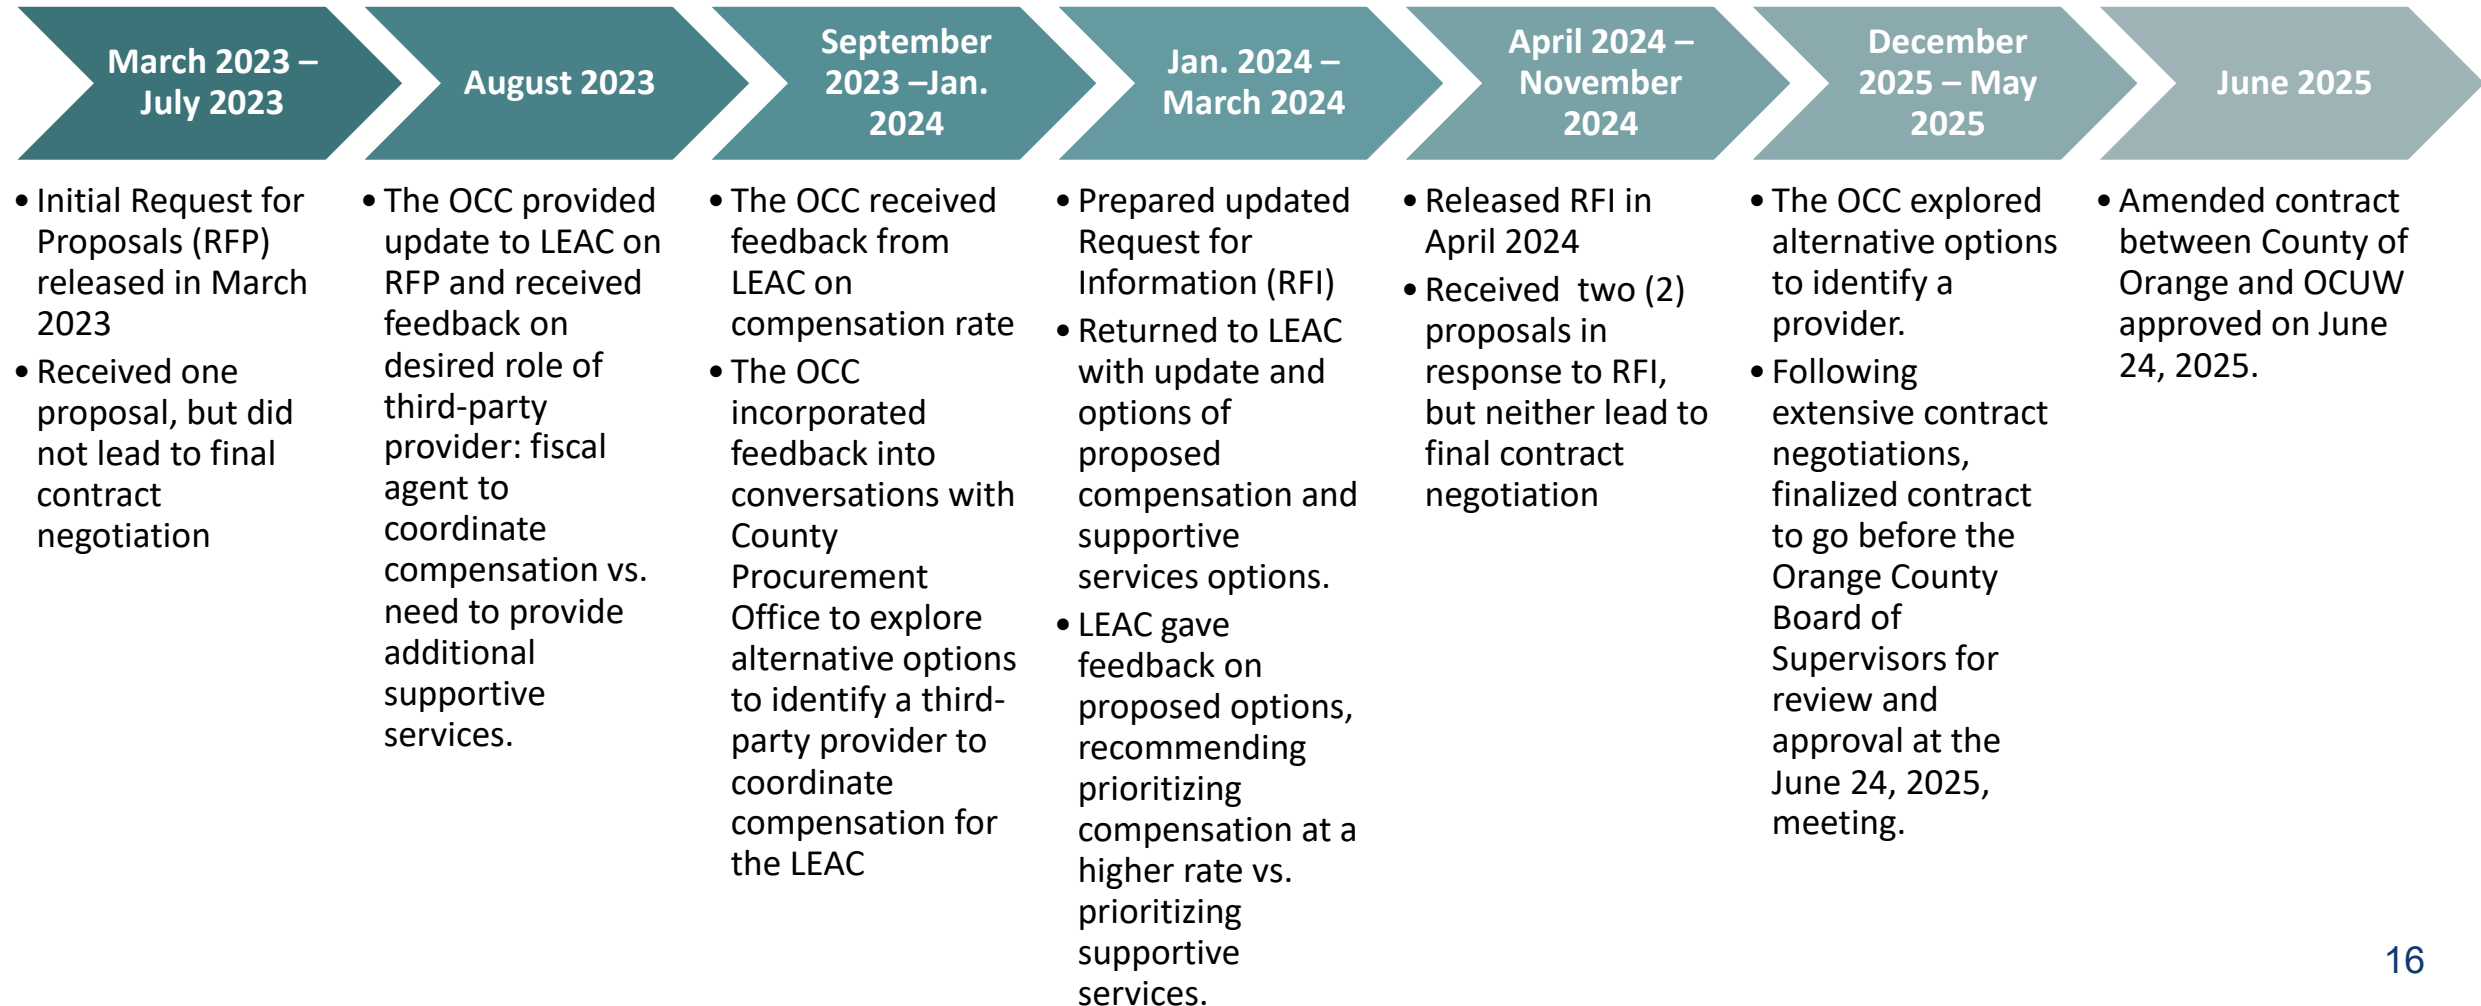 March 2023 –
July 2023
• Initial Request for
Proposals (RFP)
released in March
2023
• Received one
proposal, but did
not lead to final
contract
negotiation
August 2023
• The OCC provided
update to LEAC on
RFP and received
feedback on
desired role of
third-party
provider: fiscal
agent to
coordinate
compensation vs.
need to provide
additional
supportive
services.
September
2023 –Jan.
2024
• The OCC received
feedback from
LEAC on
compensation rate
• The OCC
incorporated
feedback into
conversations with
County
Procurement
Office to explore
alternative options
to identify a third-
party provider to
coordinate
compensation for
the LEAC
Jan. 2024 –
March 2024
• Prepared updated
Request for
Information (RFI)
• Returned to LEAC
with update and
options of
proposed
compensation and
supportive
services options.
• LEAC gave
feedback on
proposed options,
recommending
prioritizing
compensation at a
higher rate vs.
prioritizing
supportive
services.
April 2024 –
November
2024
• Released RFI in
April 2024
• Received two (2)
proposals in
response to RFI,
but neither lead to
final contract
negotiation
December
2025 – May
2025
• The OCC explored
alternative options
to identify a
provider.
• Following
extensive contract
negotiations,
finalized contract
to go before the
Orange County
Board of
Supervisors for
review and
approval at the
June 24, 2025,
meeting.
June 2025
• Amended contract
between County of
Orange and OCUW
approved on June
24, 2025.
16